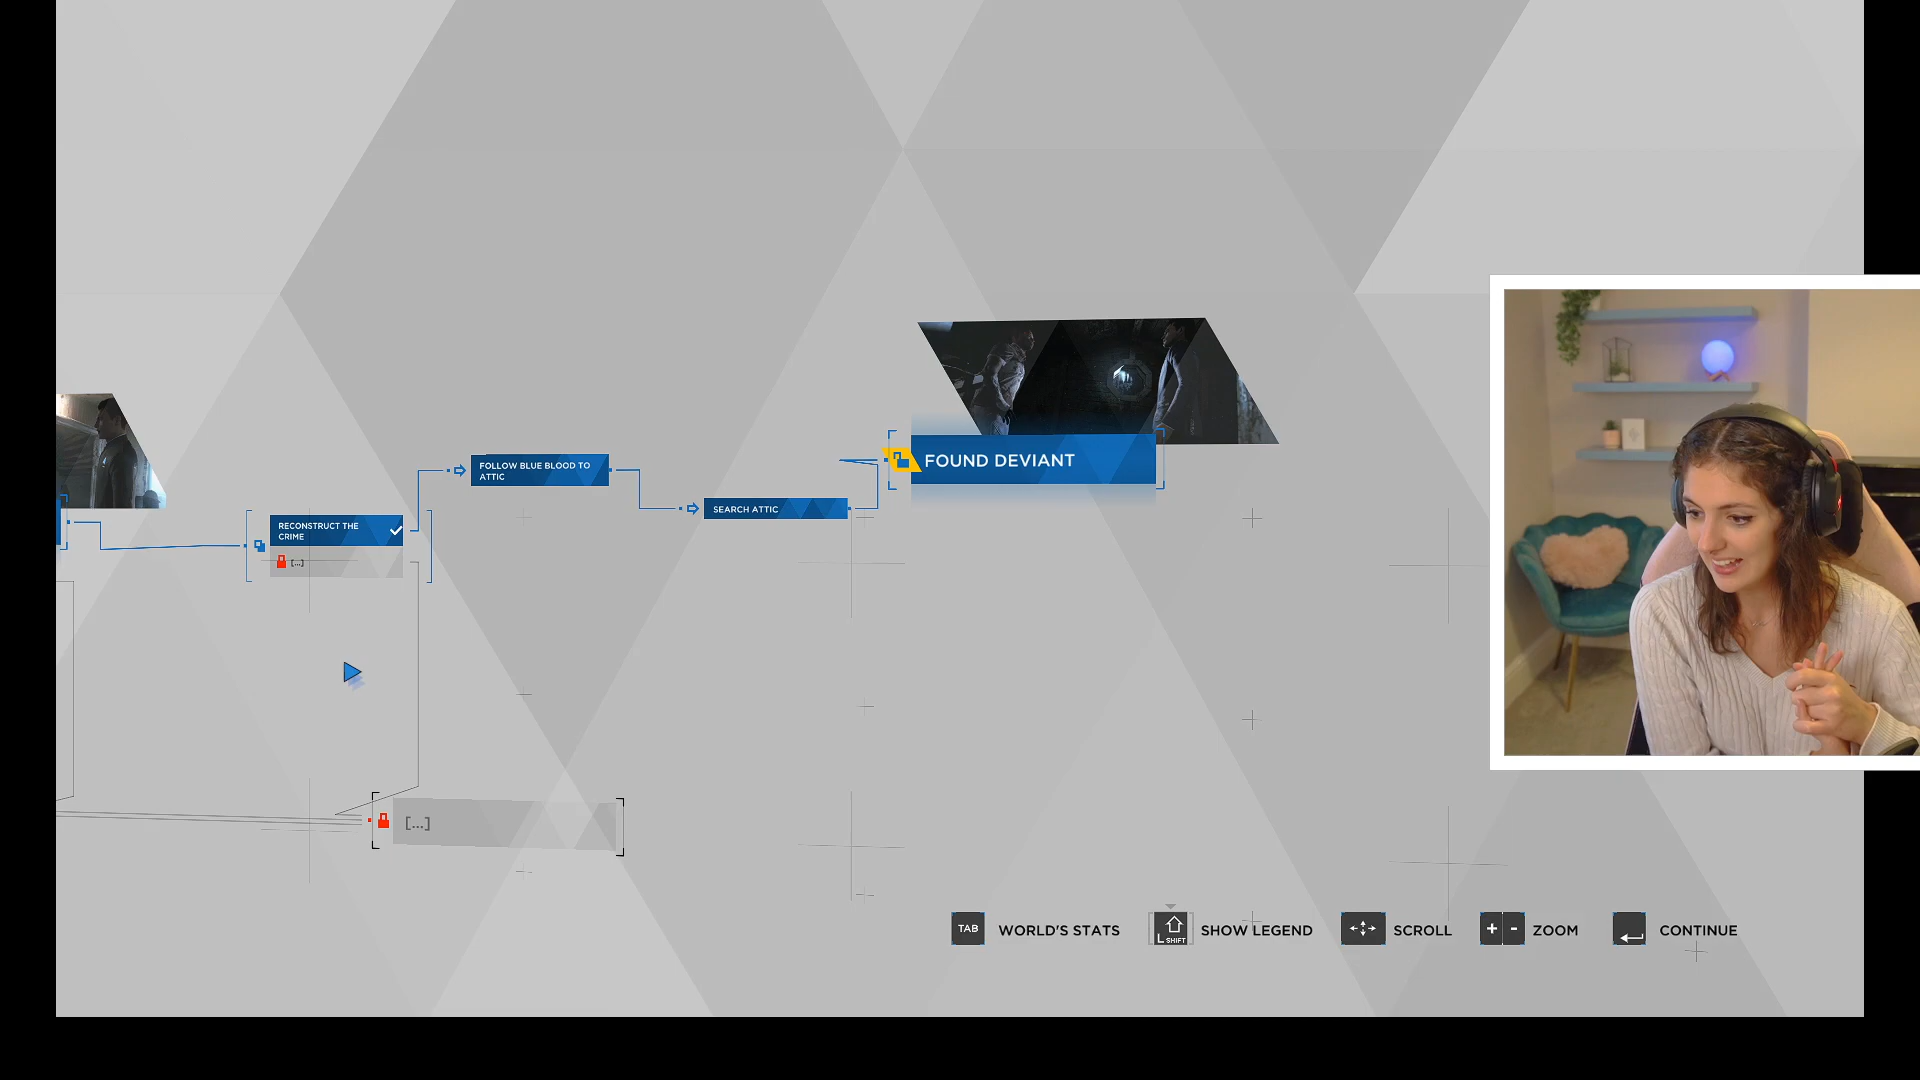 FOLLOW BLUE BLOOD TO
ATTIC
FOUND DEVIANT
SEARCH ATTIC
RECONSTRUCT THE
CRIME
[...]
[...]
TAB WORLD'S STATS
L SHIFT SHOW LEGEND
SCROLL
+ - ZOOM
CONTINUE